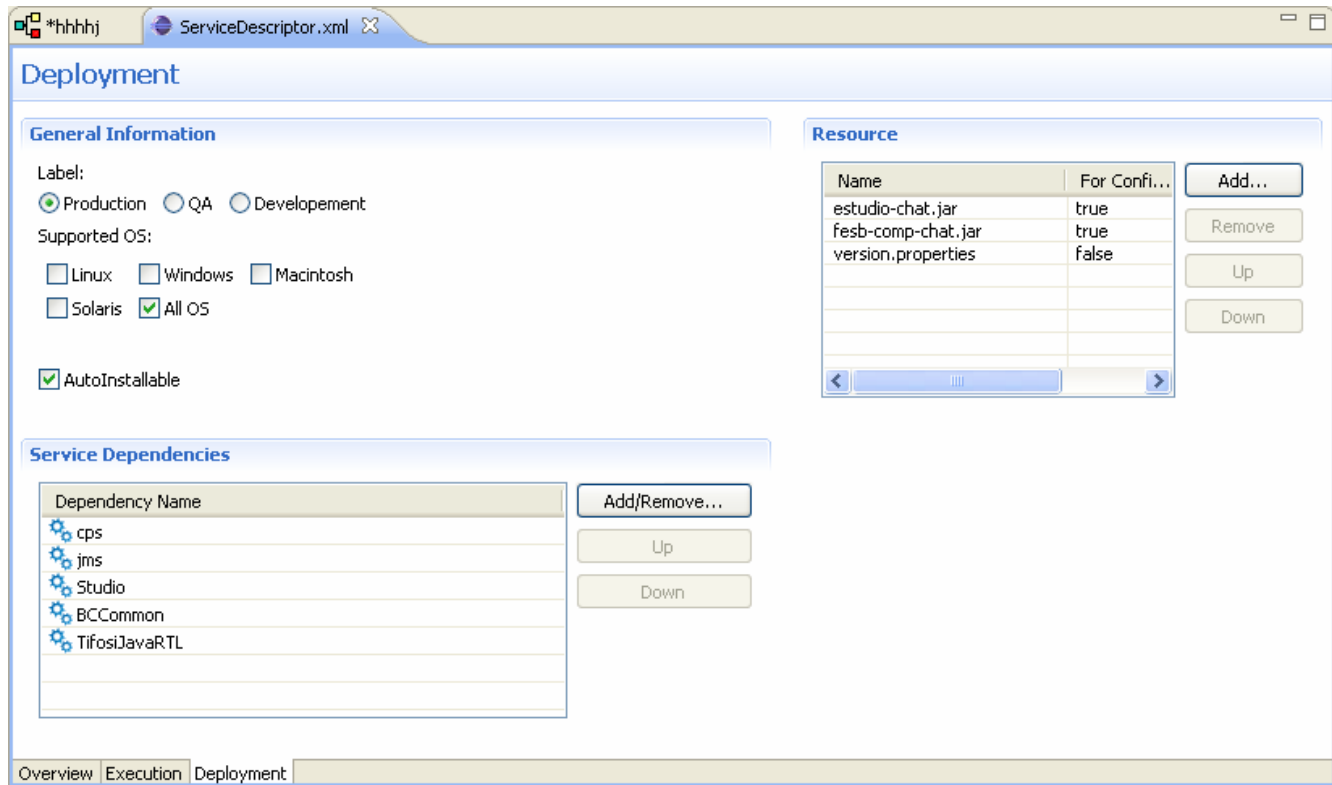 *hhhhj ServiceDescriptor.xml
Deployment
General Information
Label:
Production QA Developement
Supported OS:
Linux Windows Macintosh
Solaris All OS
AutoInstallable
Service Dependencies
Dependency Name
cps
jms
Studio
BCCommon
TifosiJavaRTL
Add/Remove...
Up
Down
Resource
Name For Confi...
estudio-chat.jar true
fesb-comp-chat.jar true
version.properties false
Add...
Remove
Up
Down
Overview Execution Deployment